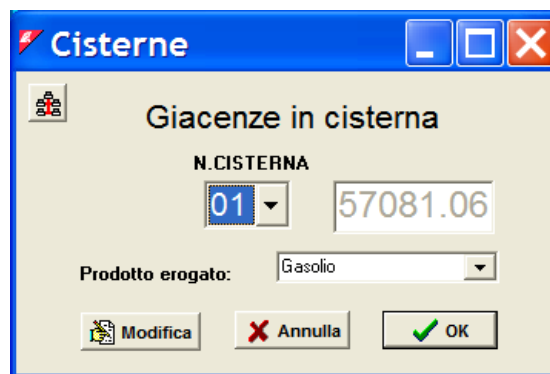 Cisterne
Giacenze in cisterna
N.CISTERNA
01 57081.06
Prodotto erogato: Gasolio
Modifica Annulla OK